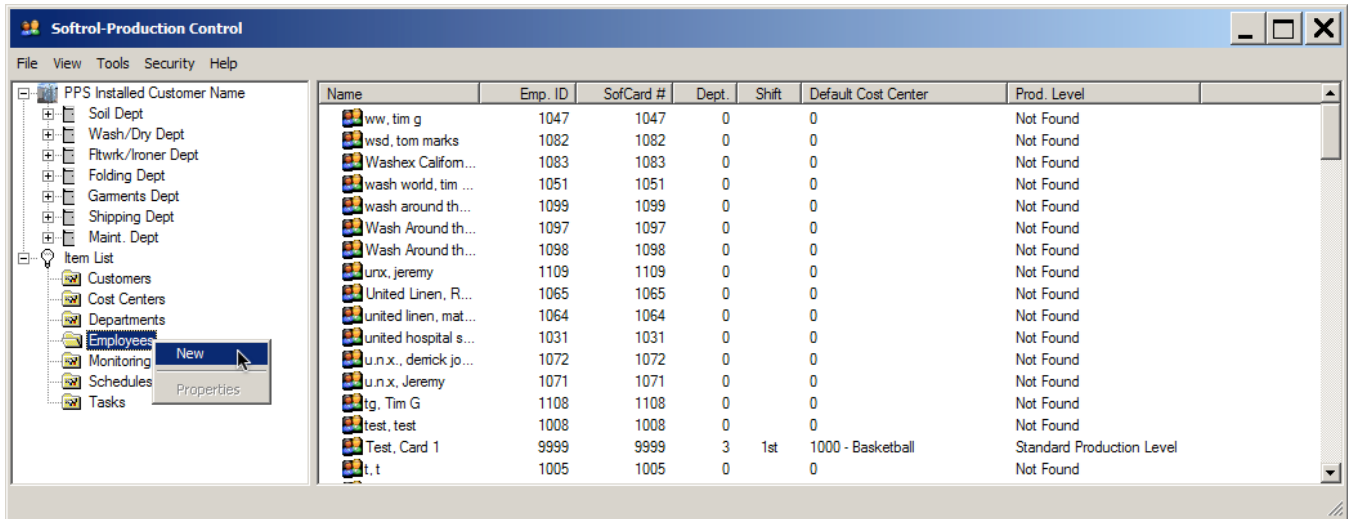 Softrol-Production Control
File View Tools Security Help
PPS Installed Customer Name
Soil Dept
Wash/Dry Dept
Fltwrk/Ironer Dept
Folding Dept
Garments Dept
Shipping Dept
Maint. Dept
Item List
Customers
Cost Centers
Departments
Employees
Monitoring
Schedules
Tasks
New
Properties
Name Emp. ID SofCard # Dept. Shift Default Cost Center Prod. Level
ww, tim g 1047 1047 0 0 Not Found
wsd, tom marks 1082 1082 0 0 Not Found
Washex Californ... 1083 1083 0 0 Not Found
wash world, tim ... 1051 1051 0 0 Not Found
wash around th... 1099 1099 0 0 Not Found
Wash Around th... 1097 1097 0 0 Not Found
Wash Around th... 1098 1098 0 0 Not Found
unx, jeremy 1109 1109 0 0 Not Found
United Linen, R... 1065 1065 0 0 Not Found
united linen, mat... 1064 1064 0 0 Not Found
united hospital s... 1031 1031 0 0 Not Found
u.n.x., derrick jo... 1072 1072 0 0 Not Found
u.n.x, Jeremy 1071 1071 0 0 Not Found
tg, Tim G 1108 1108 0 0 Not Found
test, test 1008 1008 0 0 Not Found
Test, Card 1 9999 9999 3 1st 1000 - Basketball Standard Production Level
t, t 1005 1005 0 0 Not Found